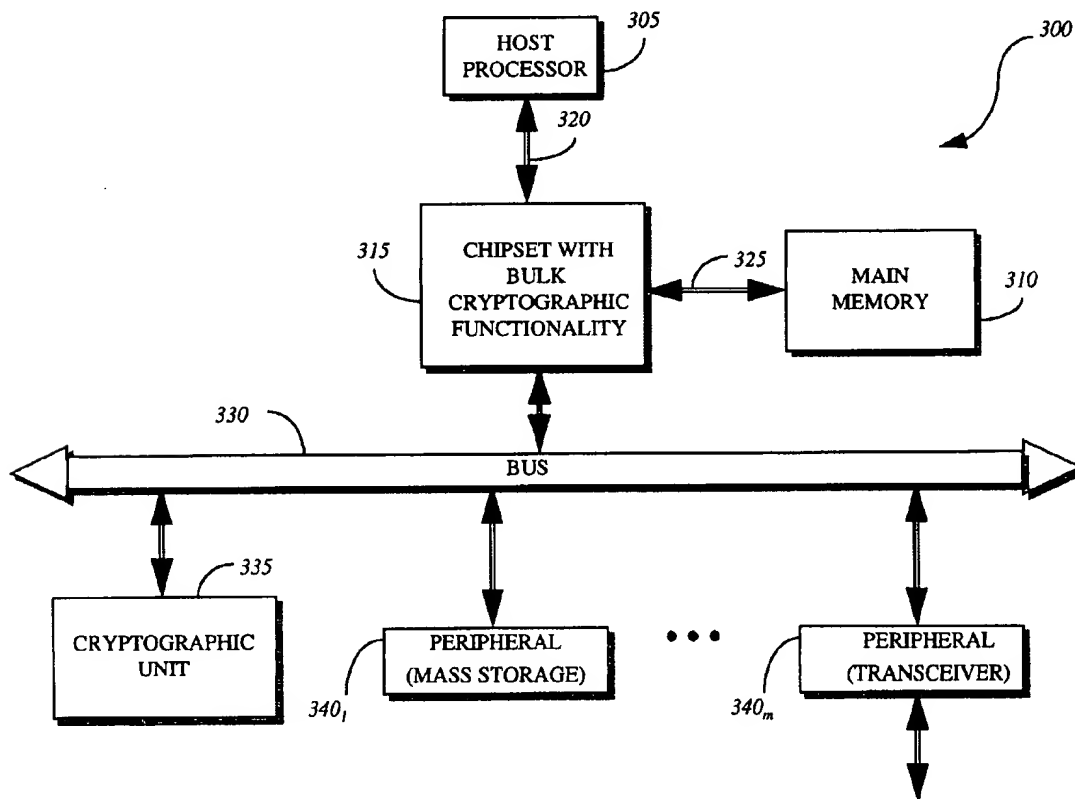 305
300
HOST
PROCESSOR
320
315
CHIPSET WITH
BULK
CRYPTOGRAPHIC
FUNCTIONALITY
325
MAIN
MEMORY
310
330
BUS
335
CRYPTOGRAPHIC
UNIT
PERIPHERAL
(MASS STORAGE)
340₁
• • •
PERIPHERAL
(TRANSCEIVER)
340ₘ